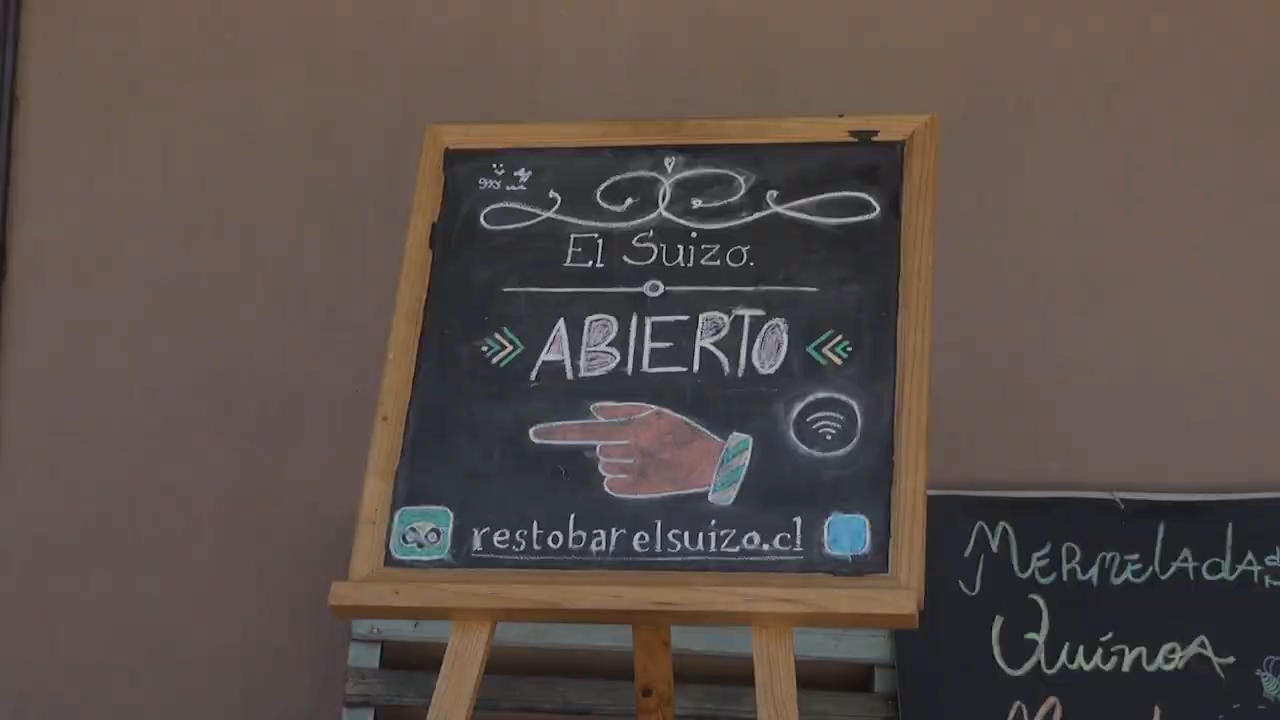 El Suizo.
ABIERTO
restobarelsuizo.cl
MERMELADAS
Quínoa